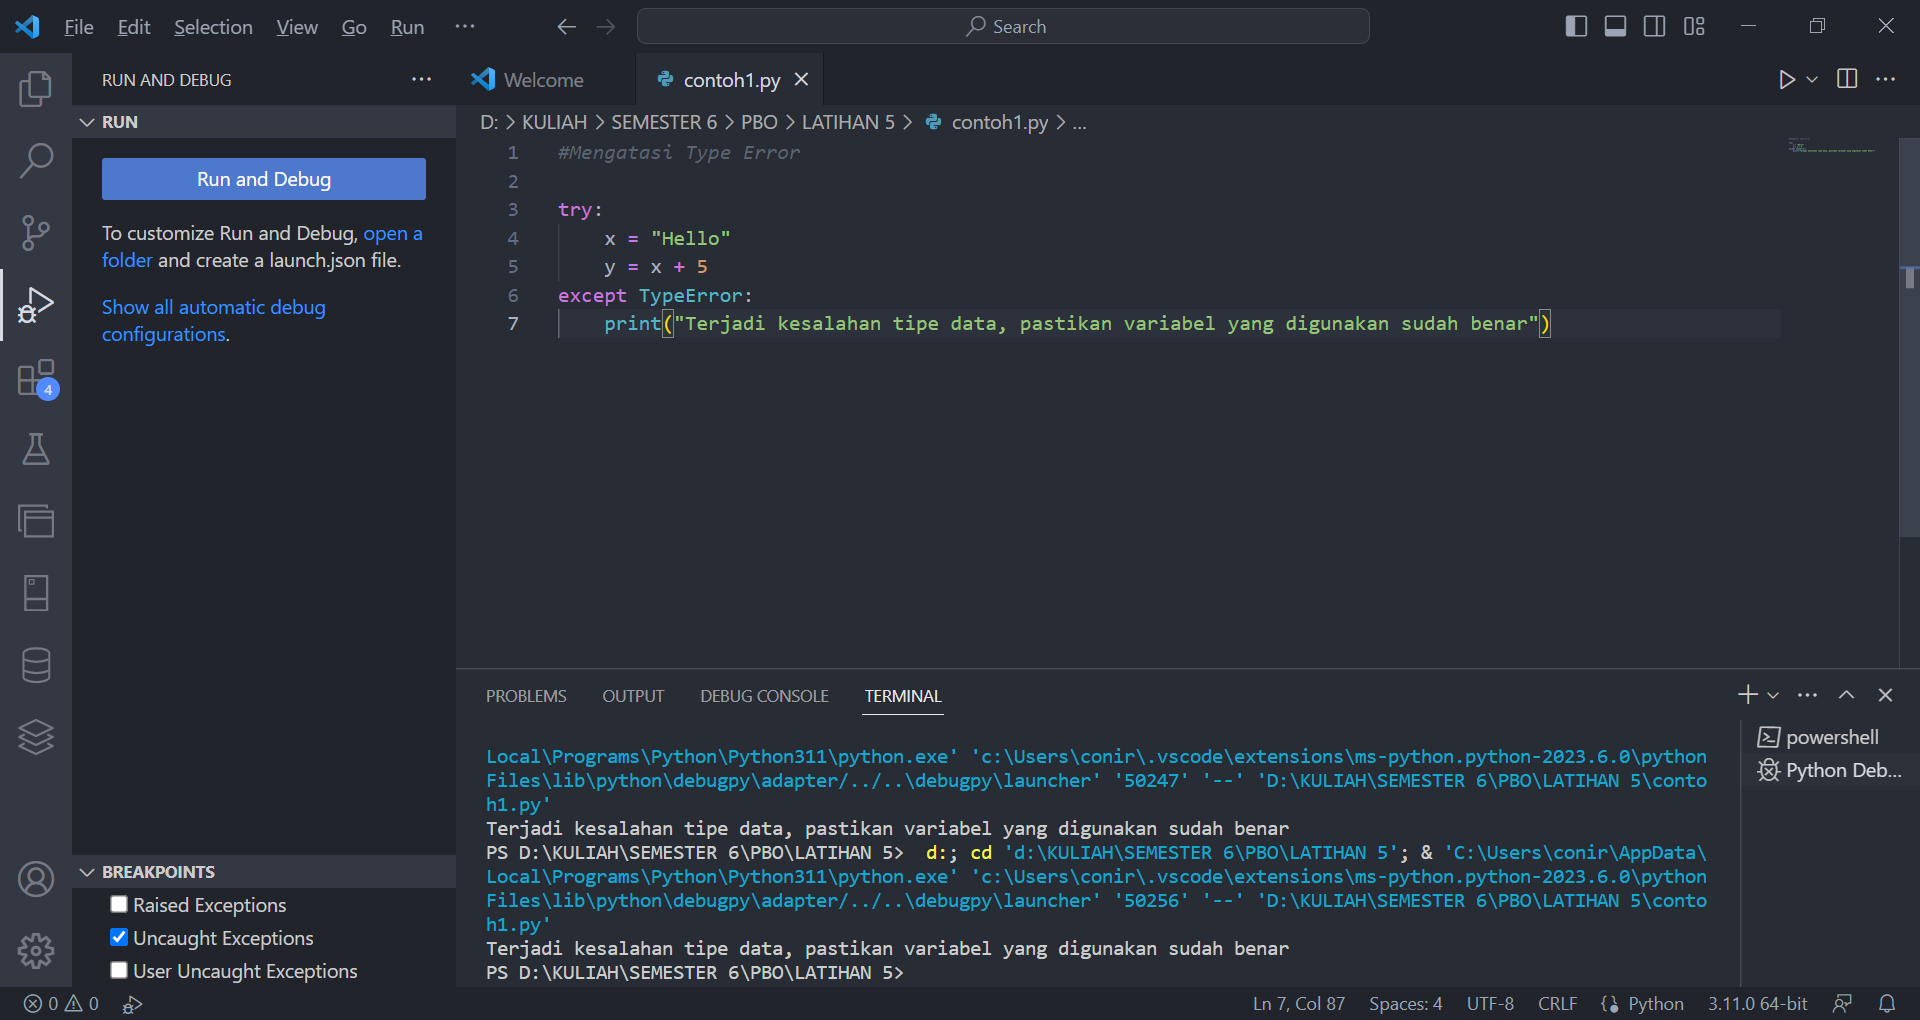 File Edit Selection View Go Run ···
Search
RUN AND DEBUG ···
RUN
Run and Debug
To customize Run and Debug, open a
folder and create a launch.json file.
Show all automatic debug
configurations.
4
BREAKPOINTS
Raised Exceptions
Uncaught Exceptions
User Uncaught Exceptions
Welcome contoh1.py
D: > KULIAH > SEMESTER 6 > PBO > LATIHAN 5 > contoh1.py > ...
1 #Mengatasi Type Error
2
3 try:
4 x = "Hello"
5 y = x + 5
6 except TypeError:
7 print("Terjadi kesalahan tipe data, pastikan variabel yang digunakan sudah benar")
PROBLEMS OUTPUT DEBUG CONSOLE TERMINAL
Local\Programs\Python\Python311\python.exe' 'c:\Users\conir\.vscode\extensions\ms-python.python-2023.6.0\python
Files\lib\python\debugpy\adapter/../..\debugpy\launcher' '50247' '--' 'D:\KULIAH\SEMESTER 6\PBO\LATIHAN 5\conto
h1.py'
Terjadi kesalahan tipe data, pastikan variabel yang digunakan sudah benar
PS D:\KULIAH\SEMESTER 6\PBO\LATIHAN 5> d:; cd 'd:\KULIAH\SEMESTER 6\PBO\LATIHAN 5'; & 'C:\Users\conir\AppData\
Local\Programs\Python\Python311\python.exe' 'c:\Users\conir\.vscode\extensions\ms-python.python-2023.6.0\python
Files\lib\python\debugpy\adapter/../..\debugpy\launcher' '50256' '--' 'D:\KULIAH\SEMESTER 6\PBO\LATIHAN 5\conto
h1.py'
Terjadi kesalahan tipe data, pastikan variabel yang digunakan sudah benar
PS D:\KULIAH\SEMESTER 6\PBO\LATIHAN 5>
powershell
Python Deb...
0 0
Ln 7, Col 87 Spaces: 4 UTF-8 CRLF Python 3.11.0 64-bit